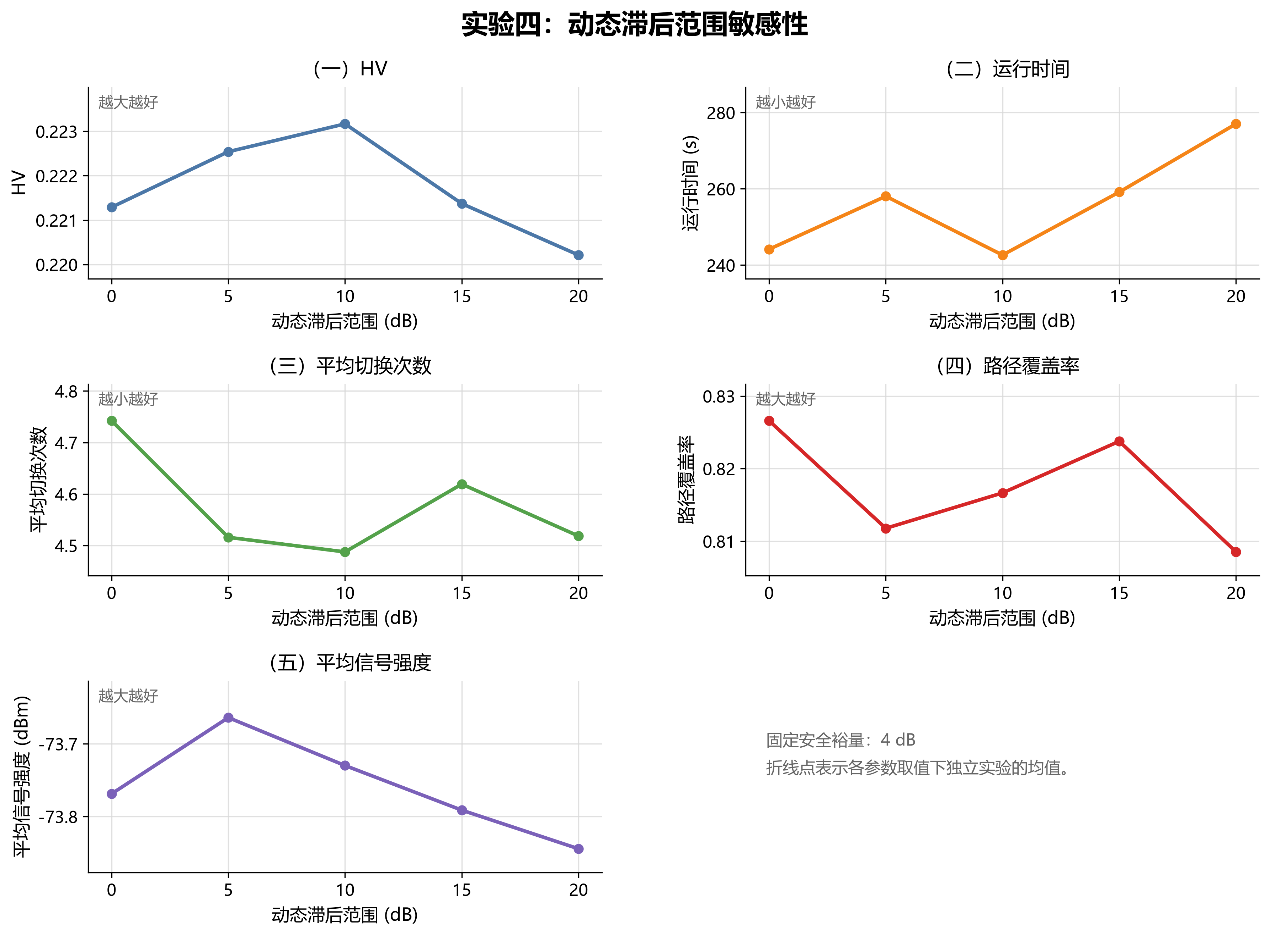 实验四：动态滞后范围敏感性
（一）HV
越大越好
HV
0.223
0.222
0.221
0.220
0 5 10 15 20
动态滞后范围 (dB)
（二）运行时间
越小越好
运行时间 (s)
280
260
240
0 5 10 15 20
动态滞后范围 (dB)
（三）平均切换次数
越小越好
平均切换次数
4.8
4.7
4.6
4.5
0 5 10 15 20
动态滞后范围 (dB)
（四）路径覆盖率
越大越好
路径覆盖率
0.83
0.82
0.81
0 5 10 15 20
动态滞后范围 (dB)
（五）平均信号强度
越大越好
平均信号强度 (dBm)
-73.7
-73.8
0 5 10 15 20
动态滞后范围 (dB)
固定安全裕量：4 dB
折线点表示各参数取值下独立实验的均值。